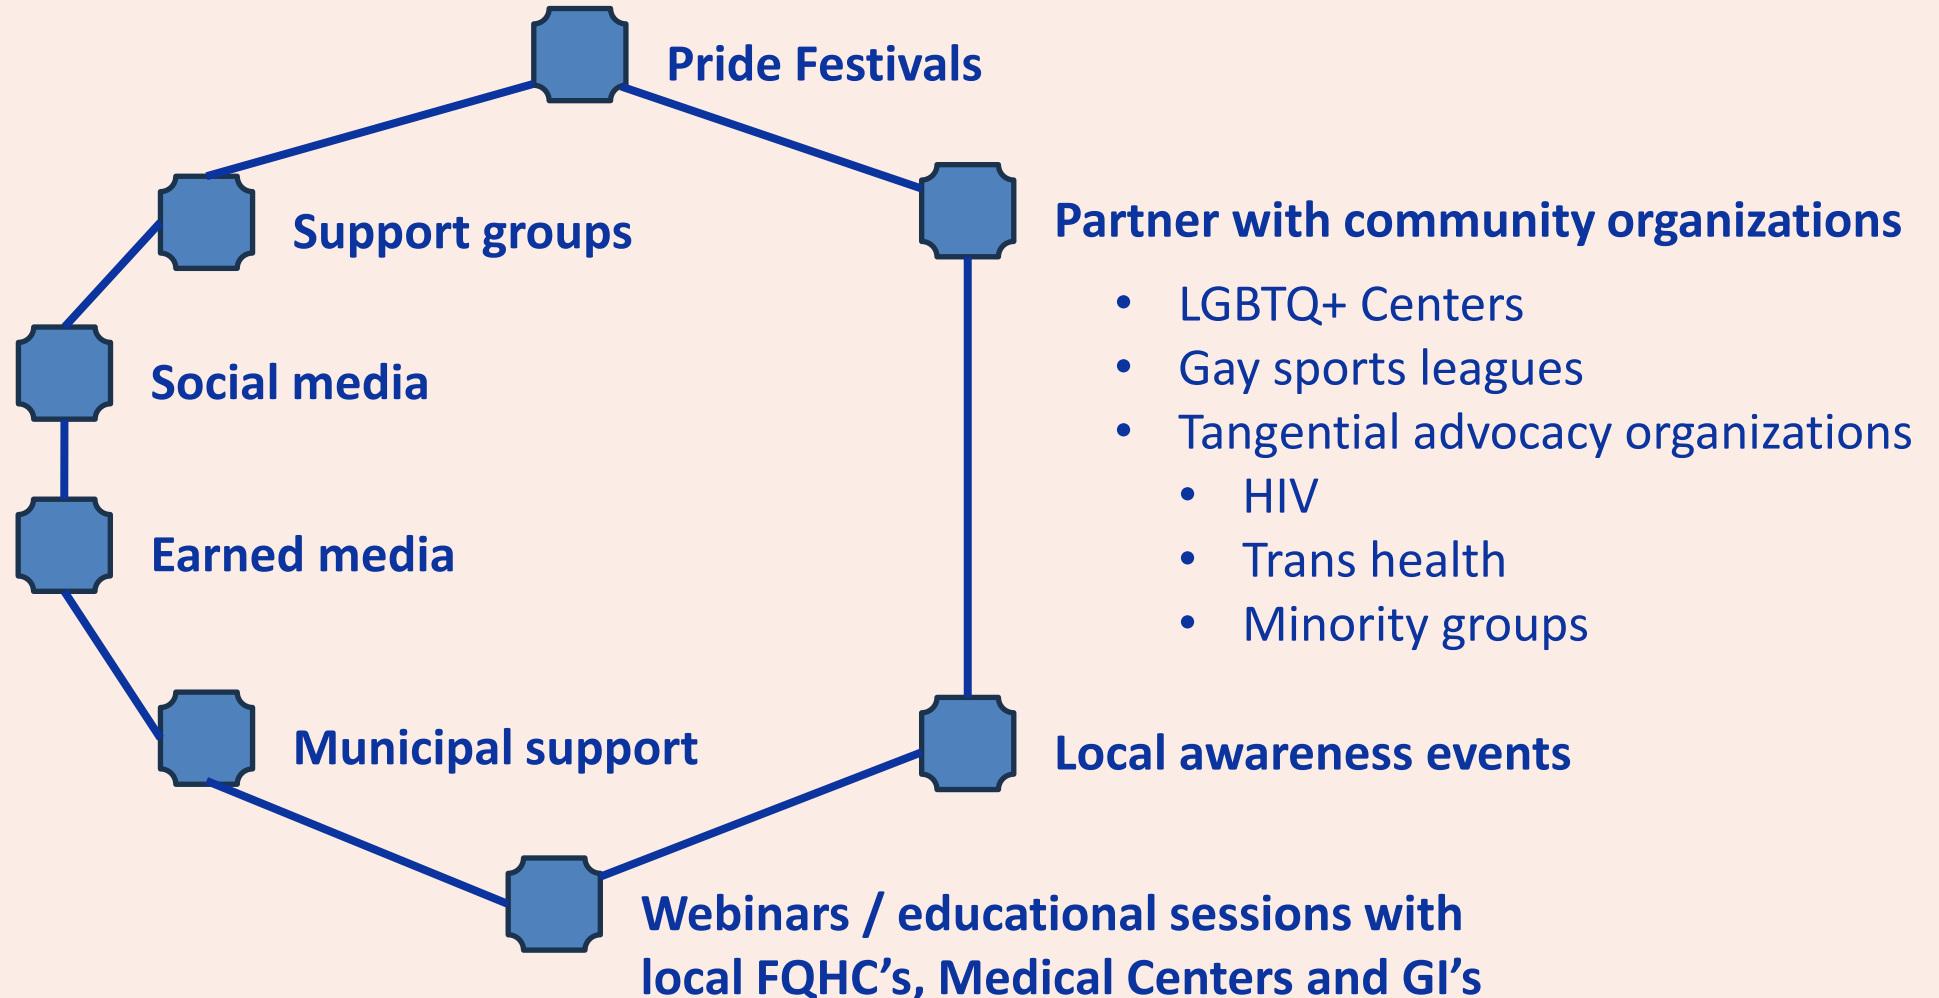 Pride Festivals
Support groups
Social media
Earned media
Municipal support
Partner with community organizations
• LGBTQ+ Centers
• Gay sports leagues
• Tangential advocacy organizations
• HIV
• Trans health
• Minority groups
Local awareness events
Webinars / educational sessions with
local FQHC’s, Medical Centers and GI’s